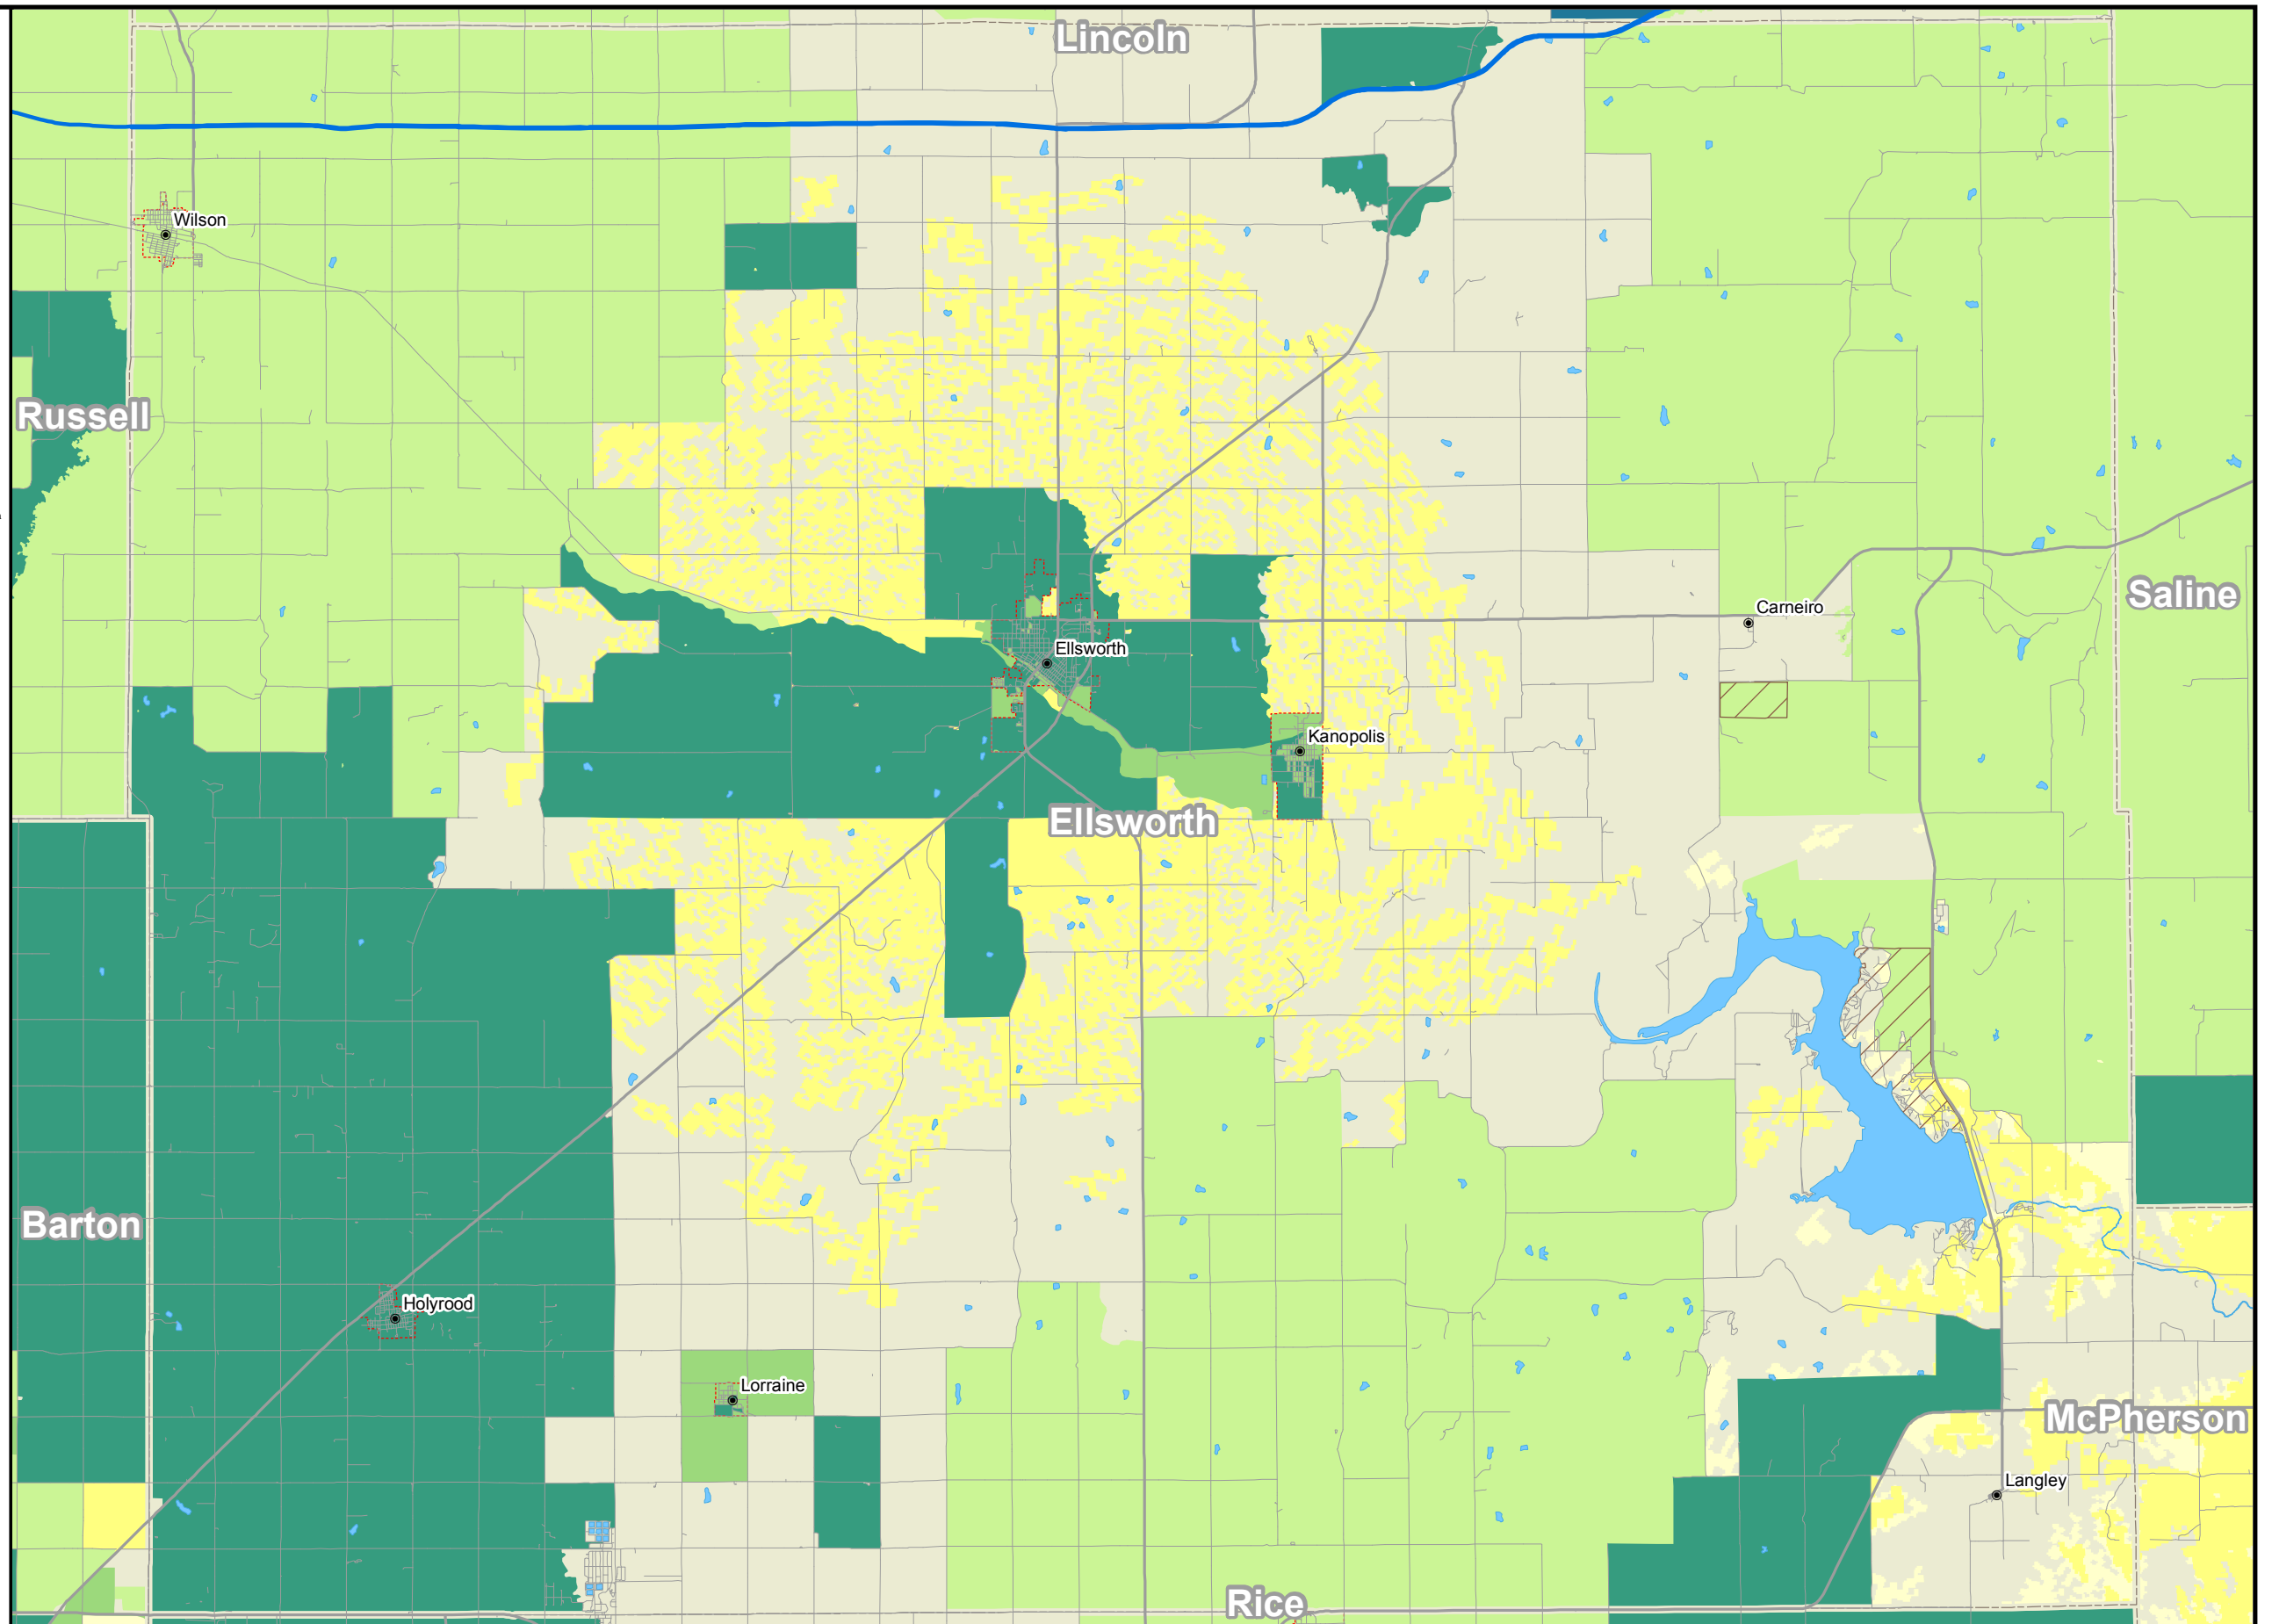 Lincoln
Wilson
Russell
Saline
Carneiro
Ellsworth
Kanopolis
Ellsworth
Barton
Holyrood
Lorraine
McPherson
Langley
Rice